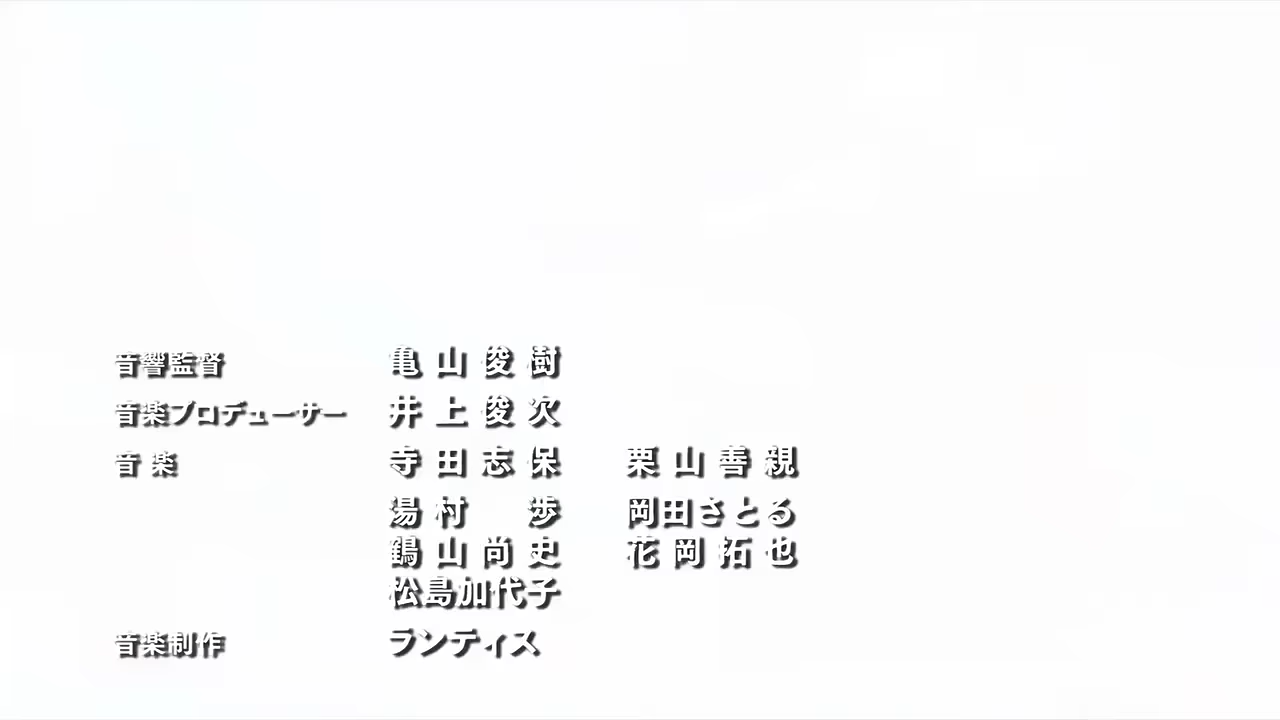 音響監督 亀山俊樹
音楽プロデューサー 井上俊次
音楽 寺田志保 栗山善親
湯村 渉 岡田さとる
鶴山尚史 花岡拓也
松島加代子
音楽制作 ランティス